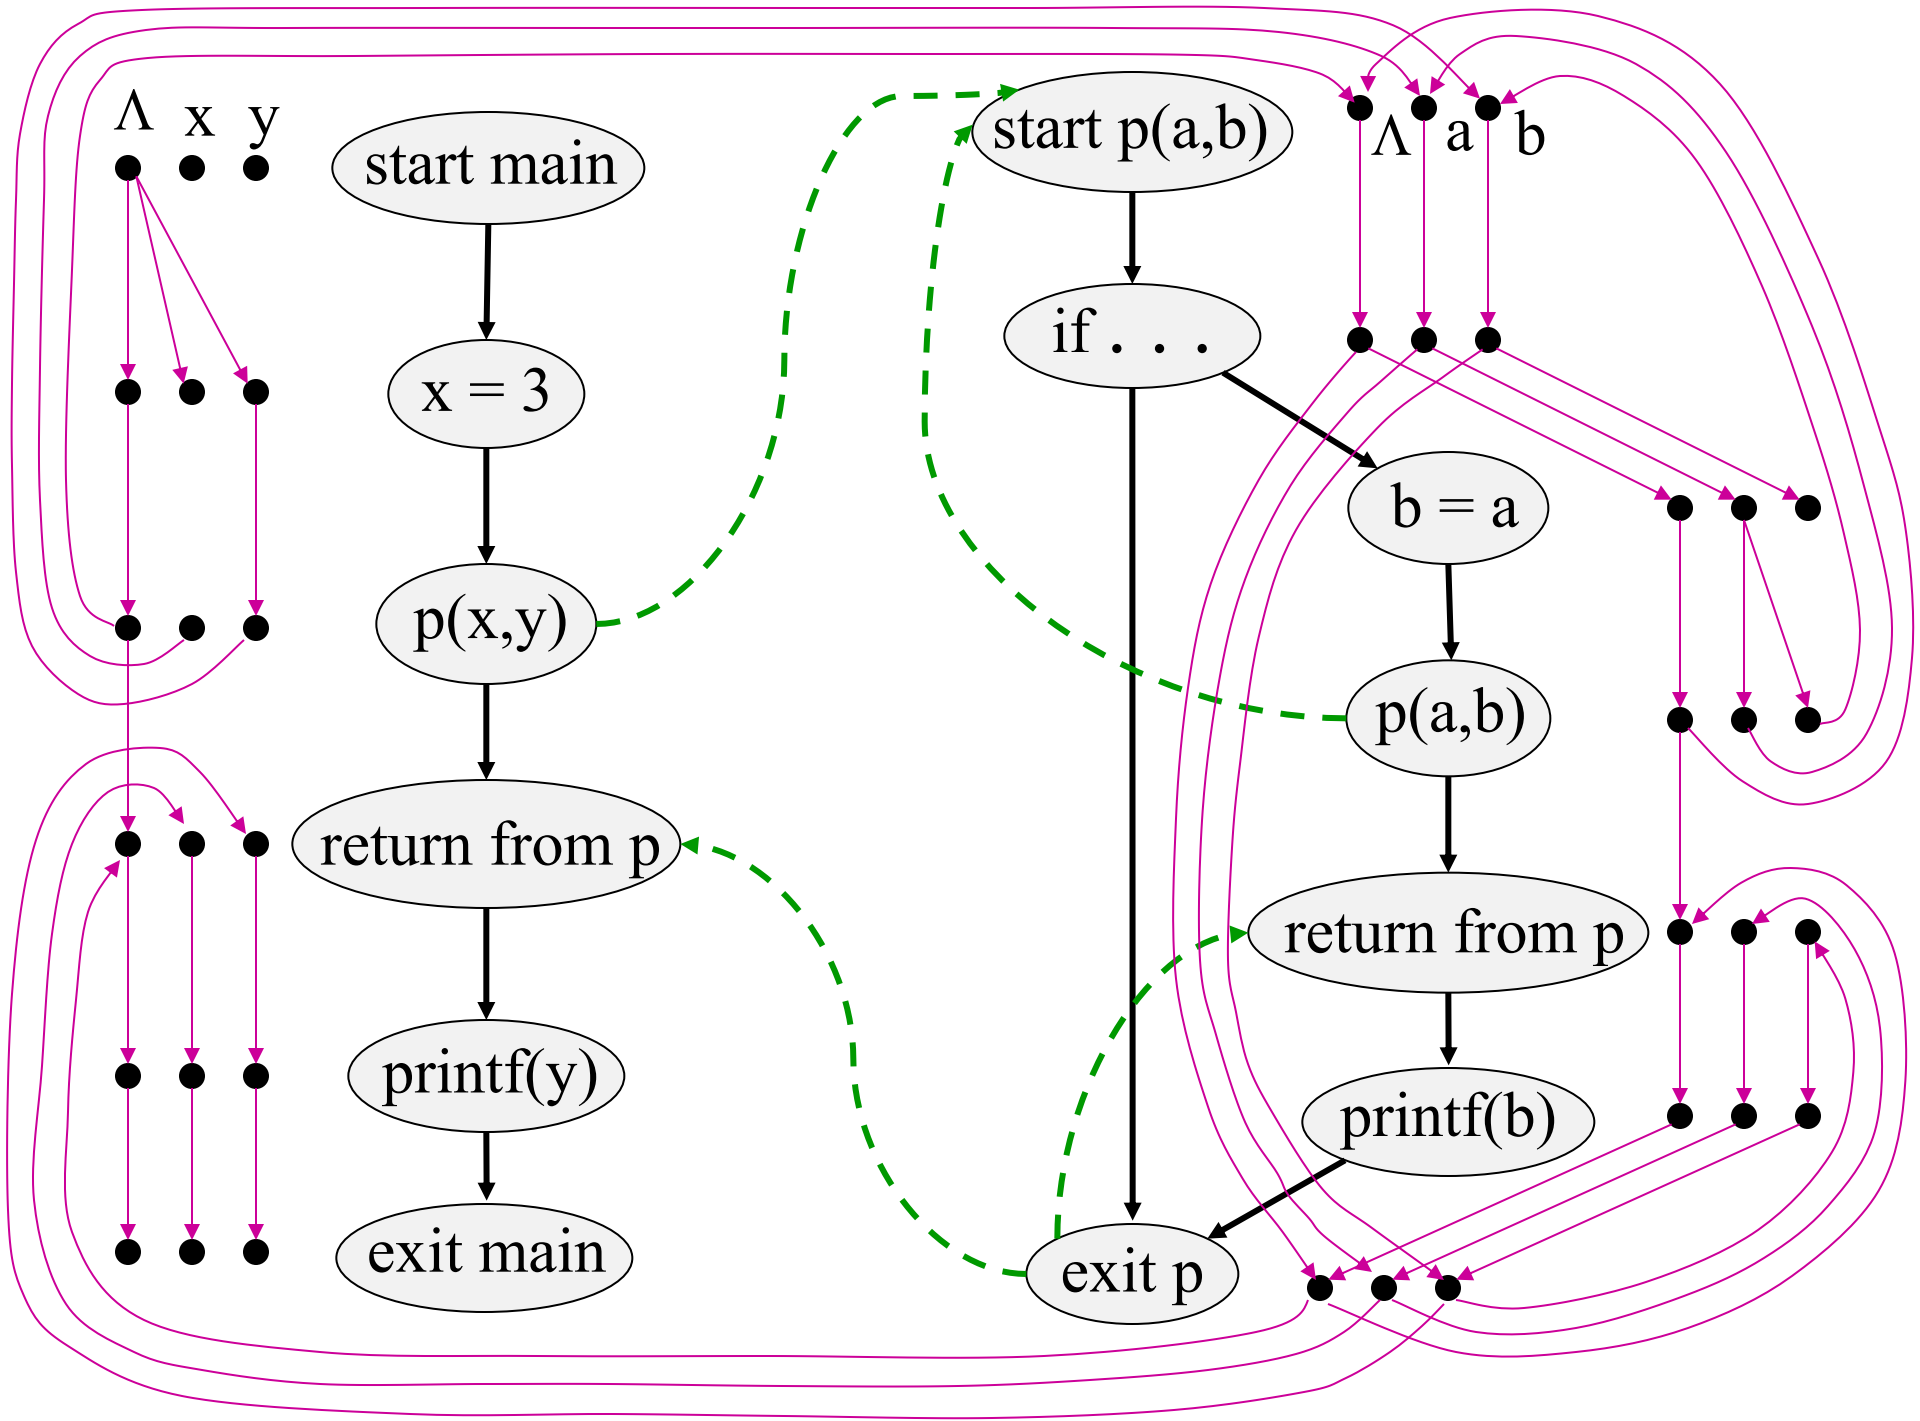 Λ x y
start main
x = 3
p(x,y)
return from p
printf(y)
exit main
start p(a,b)
Λ a b
if . . .
b = a
p(a,b)
return from p
printf(b)
exit p